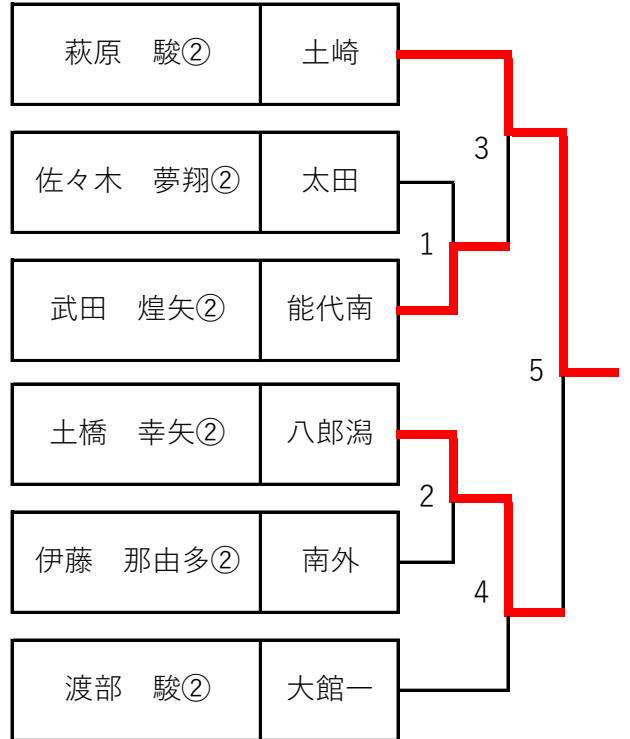 萩原　駿② 土崎
3
佐々木　夢翔② 太田
1
武田　煌矢② 能代南
5
土橋　幸矢② 八郎潟
2
伊藤　那由多② 南外
4
渡部　駿② 大館一